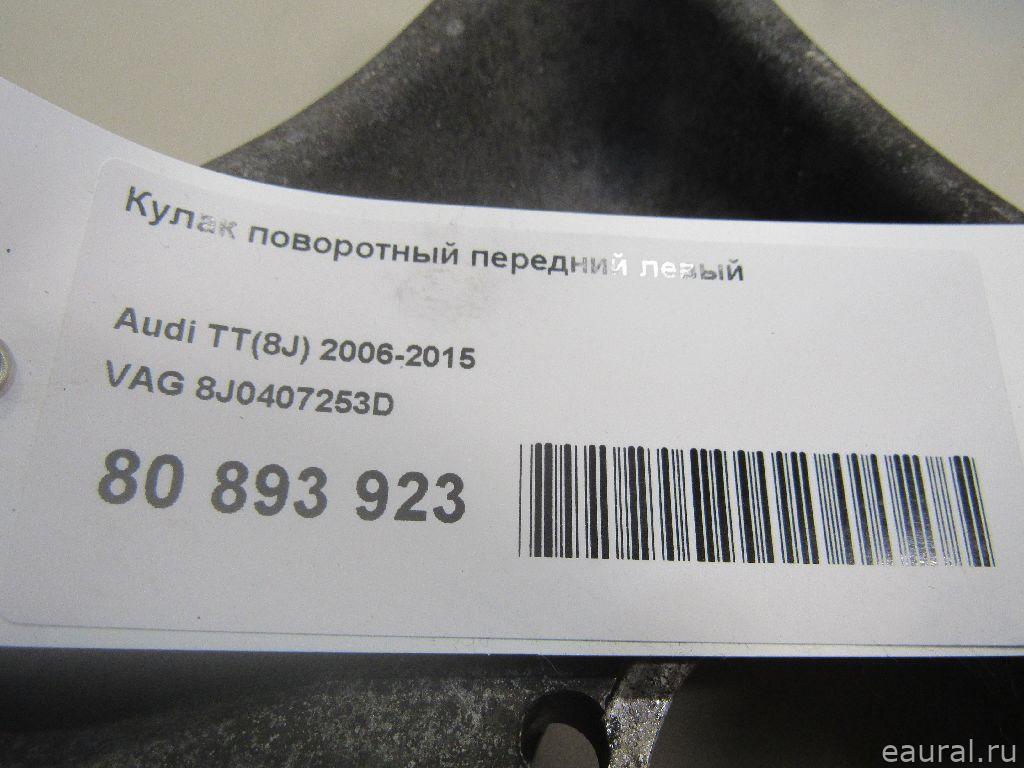 Кулак поворотный передний левый
Audi TT(8J) 2006-2015
VAG 8J0407253D
80 893 923
eaural.ru